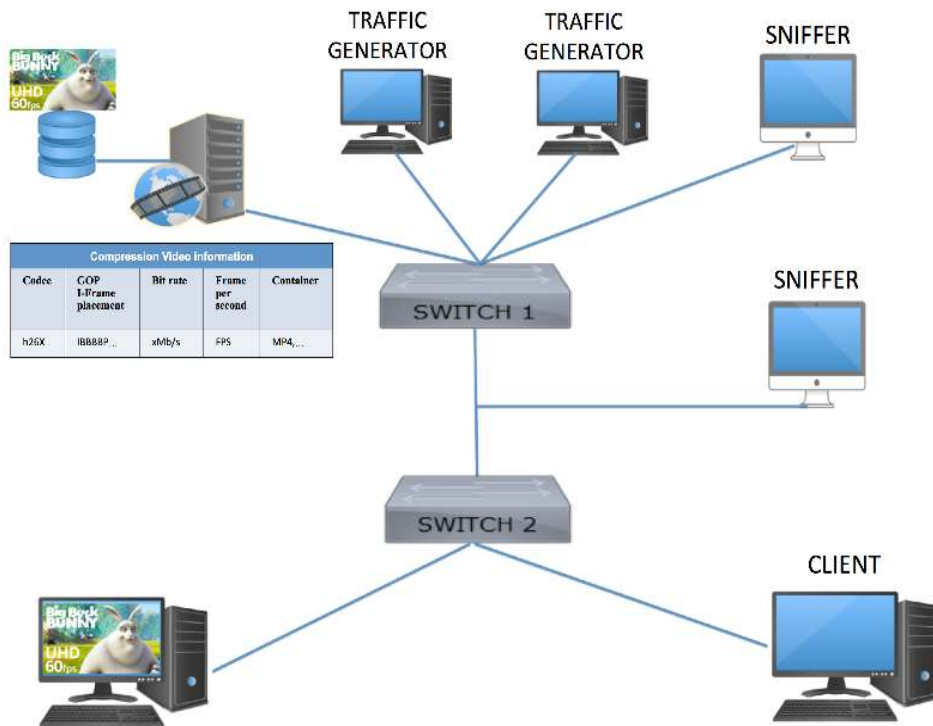 TRAFFIC
GENERATOR
TRAFFIC
GENERATOR
SNIFFER
Big Buck
BUNNY
UHD
60fps
Compression Video information
Codec
GOP
I-Frame
placement
Bit rate
Frame
per
second
Container
h26X
IBBBBP...
xMb/s
FPS
MP4,...
SWITCH 1
SNIFFER
SWITCH 2
CLIENT
Big Buck
BUNNY
UHD
60fps